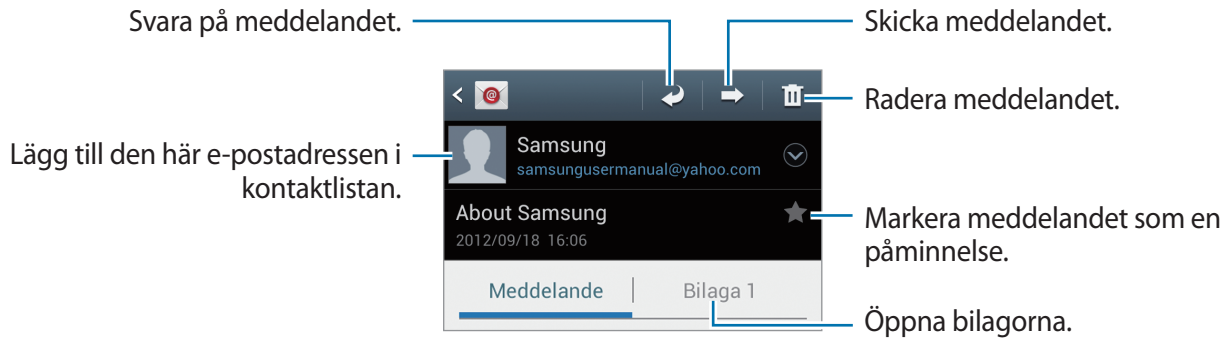 Svara på meddelandet.
Skicka meddelandet.
Radera meddelandet.
Lägg till den här e-postadressen i
kontaktlistan.
Samsung
samsungusermanual@yahoo.com
About Samsung
2012/09/18 16:06
Markera meddelandet som en
påminnelse.
Meddelande
Bilaga 1
Öppna bilagorna.